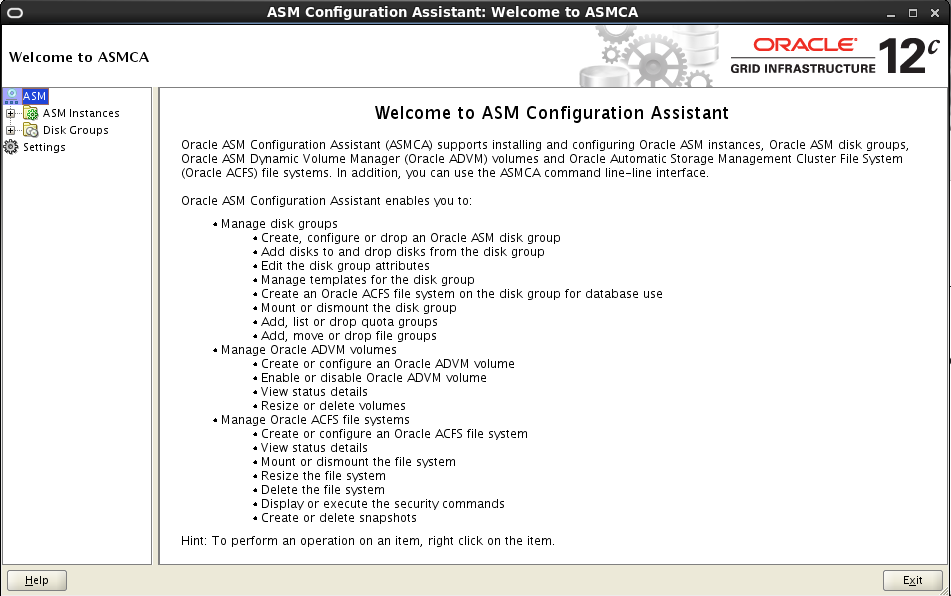 ASM Configuration Assistant: Welcome to ASMCA
Welcome to ASMCA
ORACLE®
GRID INFRASTRUCTURE
12c
ASM
ASM Instances
Disk Groups
Settings
Welcome to ASM Configuration Assistant
Oracle ASM Configuration Assistant (ASMCA) supports installing and configuring Oracle ASM instances, Oracle ASM disk groups,
Oracle ASM Dynamic Volume Manager (Oracle ADVM) volumes and Oracle Automatic Storage Management Cluster File System
(Oracle ACFS) file systems. In addition, you can use the ASMCA command line-line interface.
Oracle ASM Configuration Assistant enables you to:
• Manage disk groups
• Create, configure or drop an Oracle ASM disk group
• Add disks to and drop disks from the disk group
• Edit the disk group attributes
• Manage templates for the disk group
• Create an Oracle ACFS file system on the disk group for database use
• Mount or dismount the disk group
• Add, list or drop quota groups
• Add, move or drop file groups
• Manage Oracle ADVM volumes
• Create or configure an Oracle ADVM volume
• Enable or disable Oracle ADVM volume
• View status details
• Resize or delete volumes
• Manage Oracle ACFS file systems
• Create or configure an Oracle ACFS file system
• View status details
• Mount or dismount the file system
• Resize the file system
• Delete the file system
• Display or execute the security commands
• Create or delete snapshots
Hint: To perform an operation on an item, right click on the item.
Help
Exit